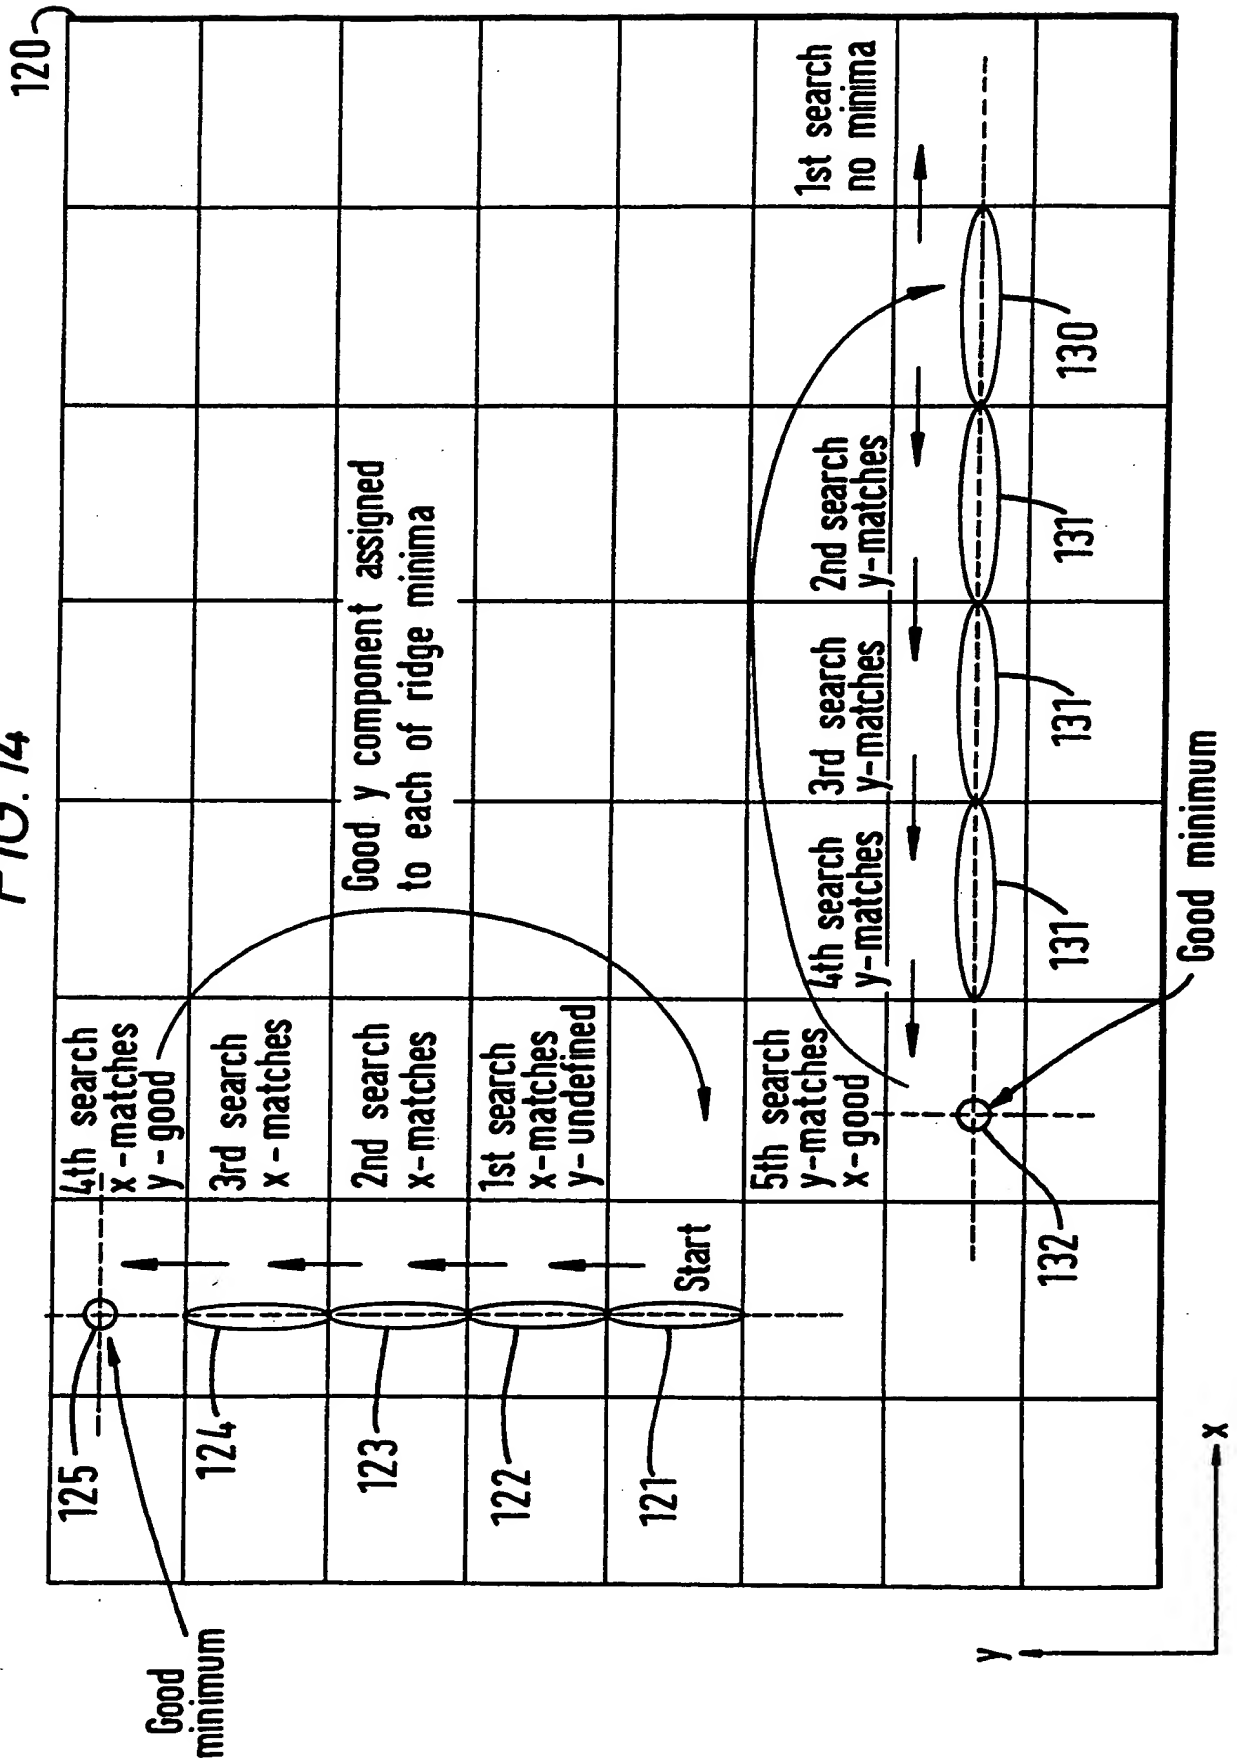 FIG. 14
120
Good
minimum
125
4th search
x-matches
y-good
124
3rd search
x-matches
123
2nd search
x-matches
122
1st search
x-matches
y-undefined
121
Start
Good y component assigned
to each of ridge minima
5th search
y-matches
x-good
4th search
y-matches
3rd search
y-matches
2nd search
y-matches
1st search
no minima
132
131
131
131
130
Good minimum
y
x